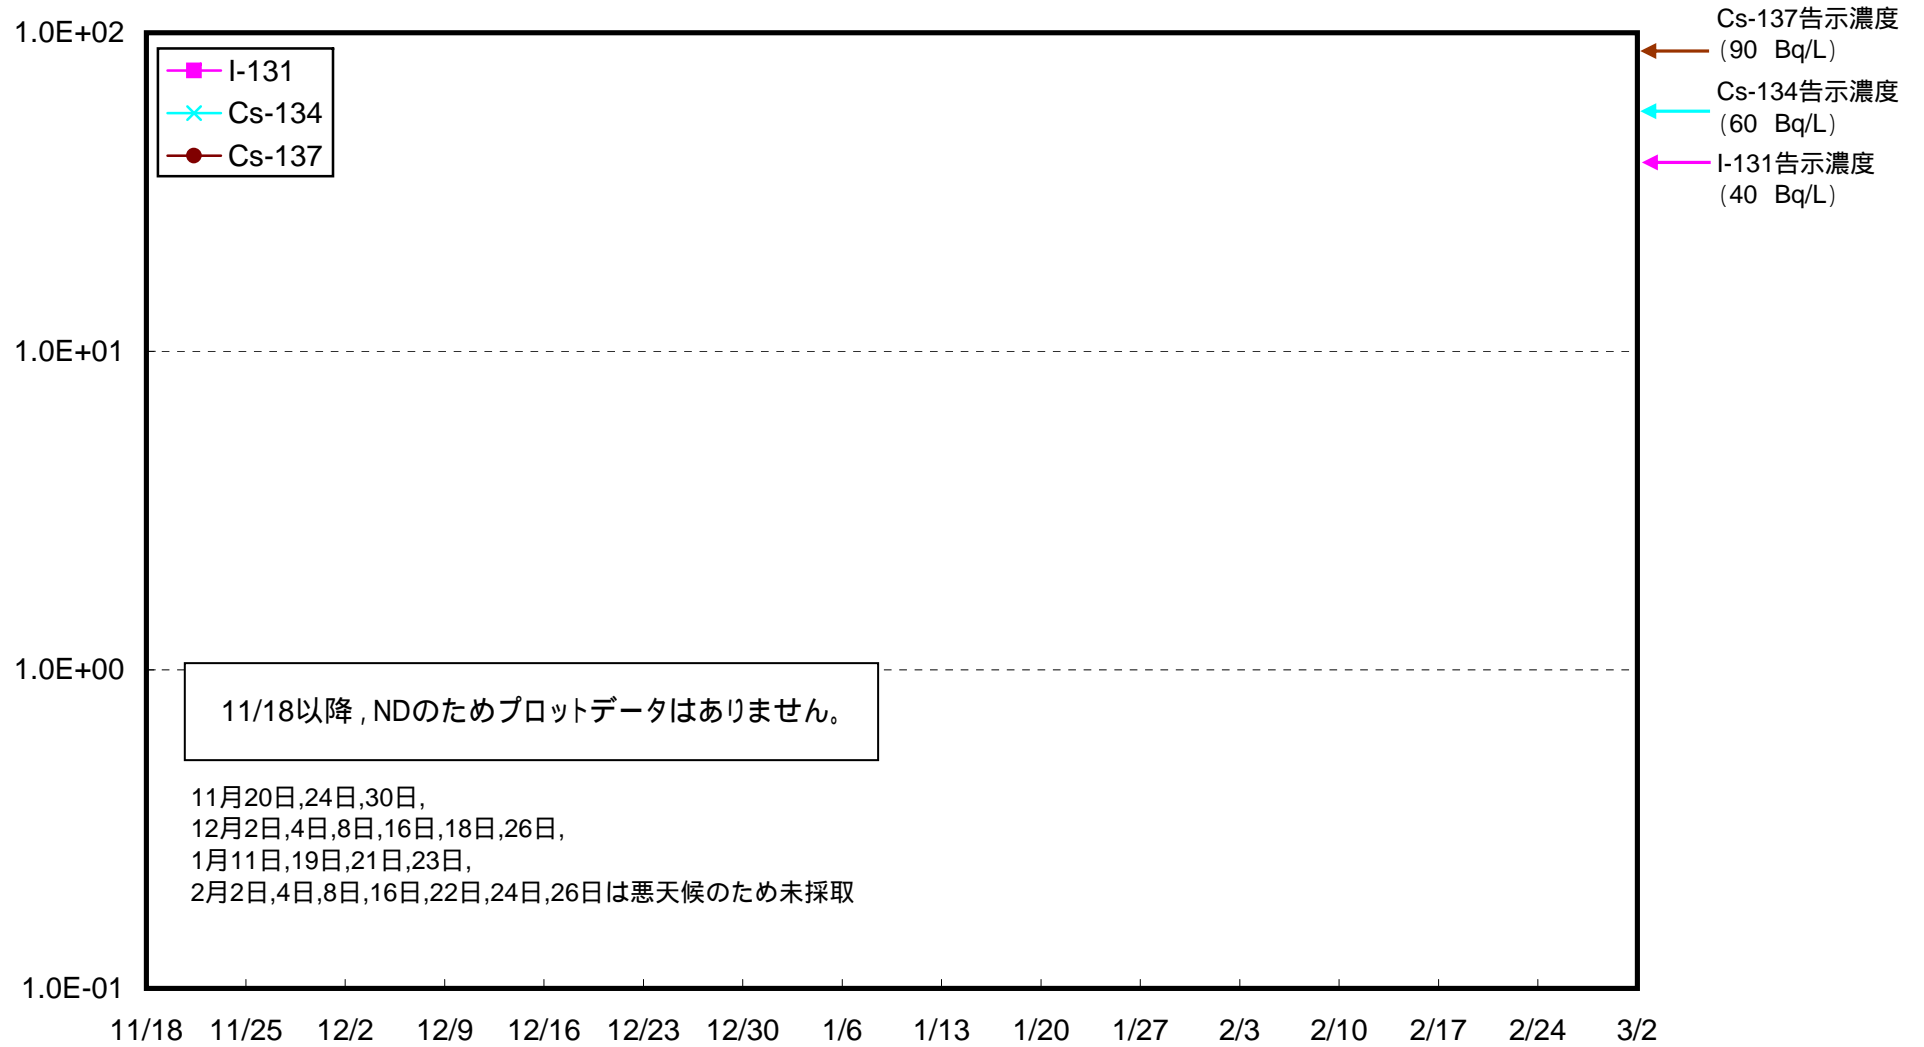 1.0E+02
1.0E+01
1.0E+00
1.0E-01
I-131
Cs-134
Cs-137
Cs-137告示濃度
(90 Bq/L)
Cs-134告示濃度
(60 Bq/L)
I-131告示濃度
(40 Bq/L)
11/18以降,NDのためプロットデータはありません。
11月20日,24日,30日,
12月2日,4日,8日,16日,18日,26日,
1月11日,19日,21日,23日,
2月2日,4日,8日,16日,22日,24日,26日は悪天候のため未採取
11/18 11/25 12/2 12/9 12/16 12/23 12/30 1/6 1/13 1/20 1/27 2/3 2/10 2/17 2/24 3/2